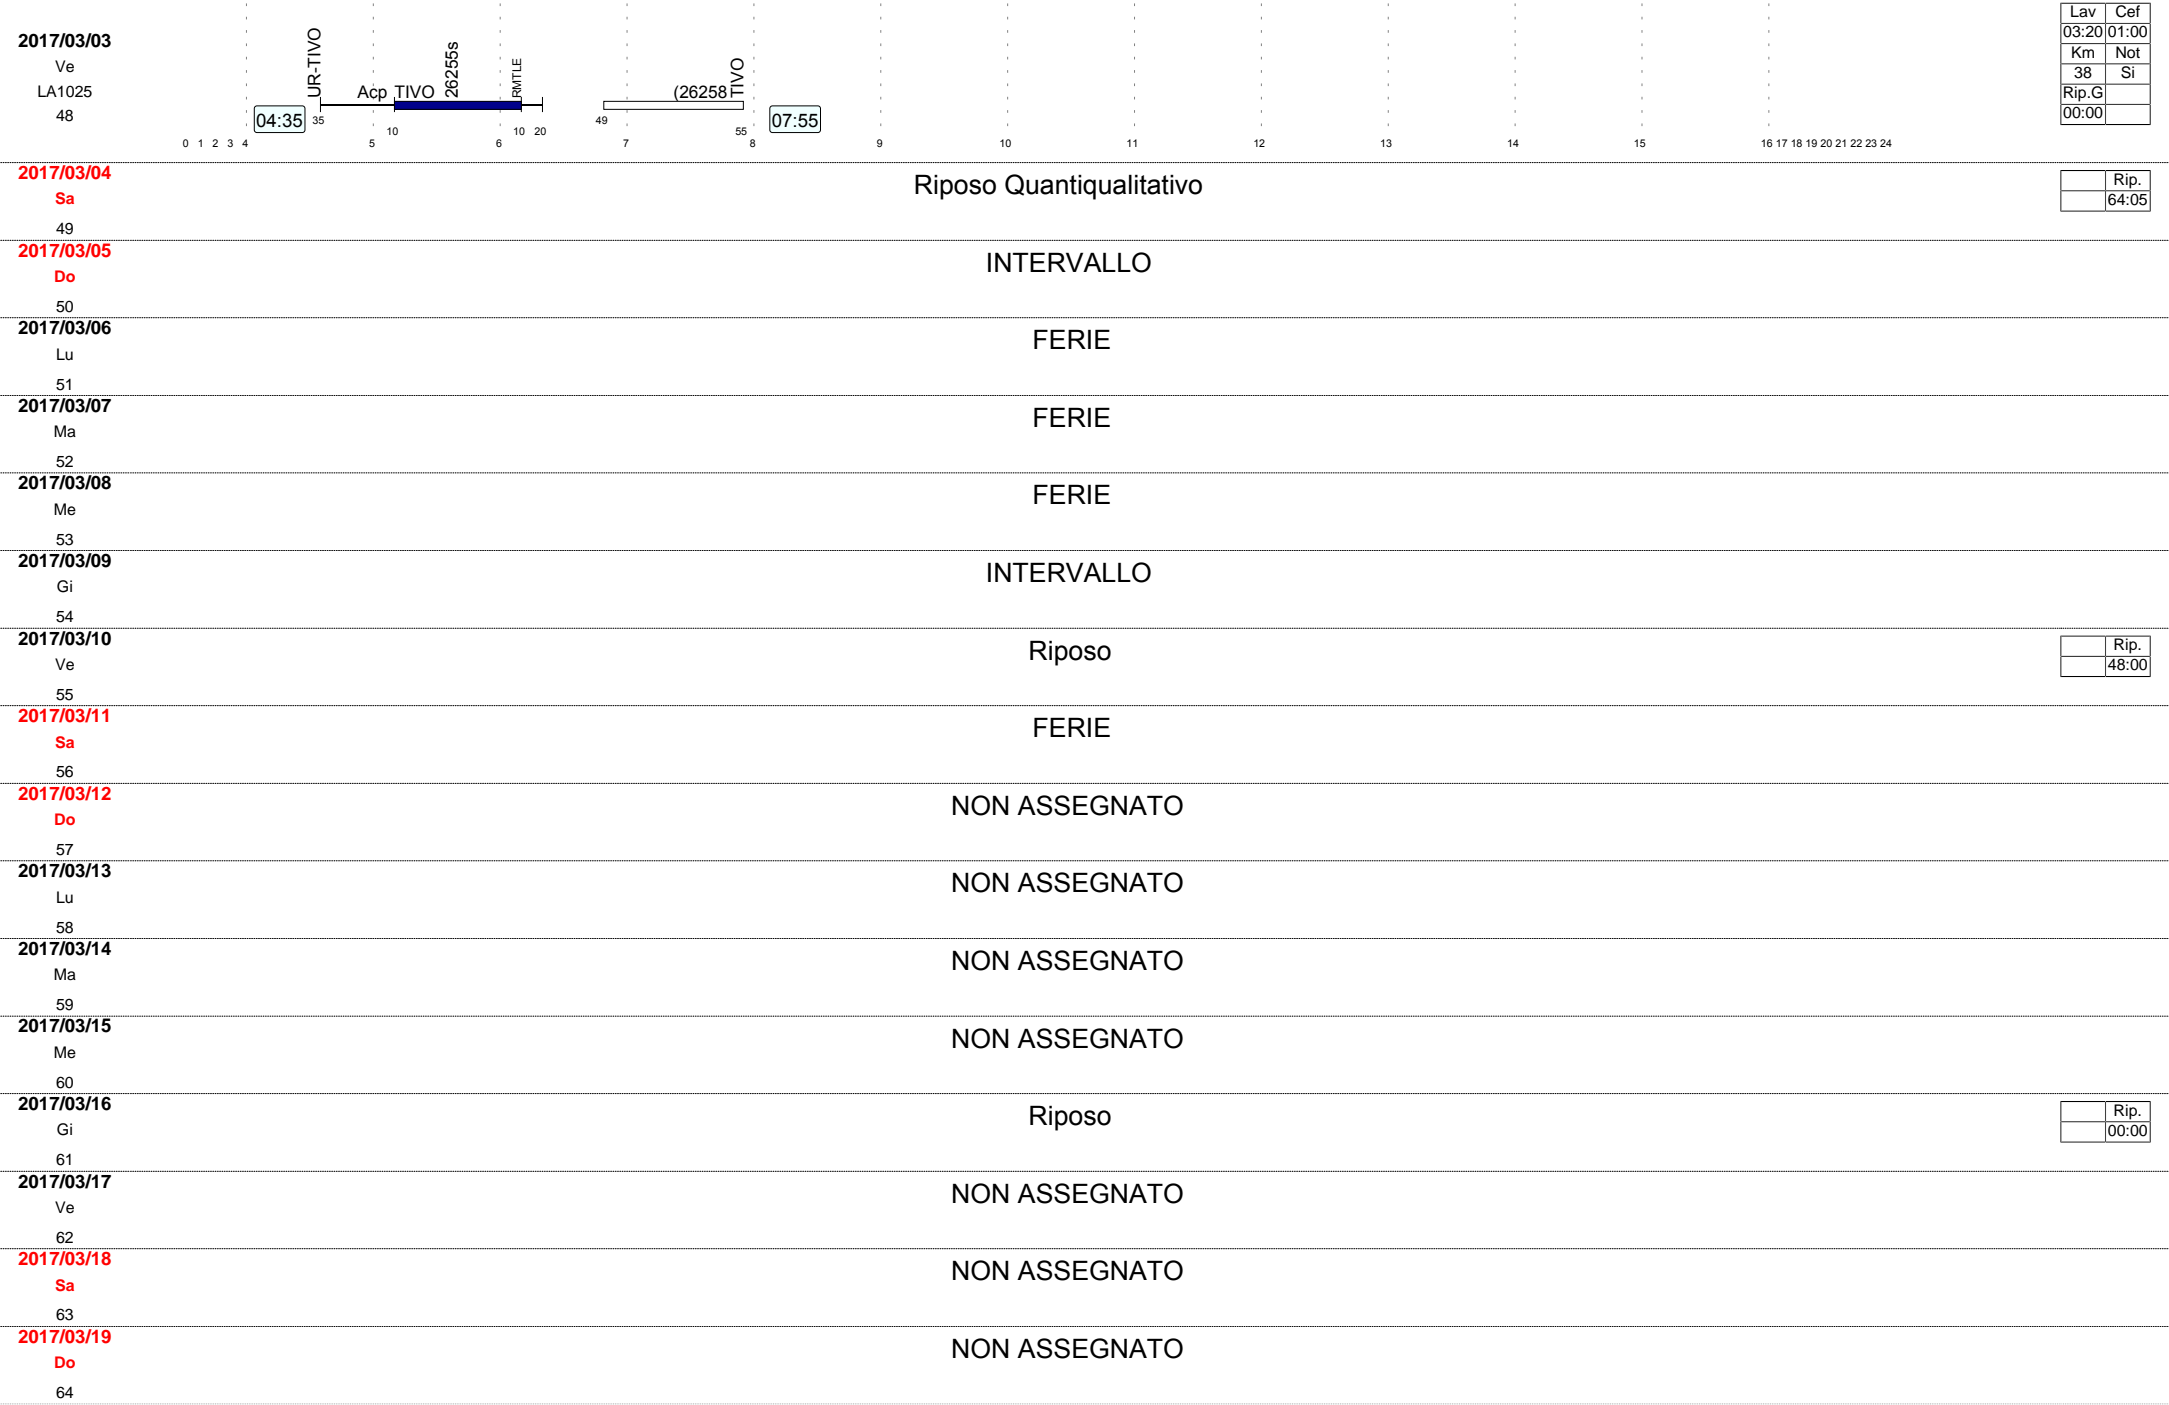 2017/03/03
Ve
LA1025
48
04:35
UR-TIVO
35
Acp
TIVO
10
26255s
RMTLE
10 20
49
(26258
TIVO
55
07:55
Lav Cef
03:20 01:00
Km Not
38 Si
Rip.G
00:00
0 1 2 3 4 5 6 7 8 9 10 11 12 13 14 15 16 17 18 19 20 21 22 23 24
2017/03/04
Sa
49
Riposo Quantiqualitativo
Rip.
64:05
2017/03/05
Do
50
INTERVALLO
2017/03/06
Lu
51
FERIE
2017/03/07
Ma
52
FERIE
2017/03/08
Me
53
FERIE
2017/03/09
Gi
54
INTERVALLO
2017/03/10
Ve
55
Riposo
Rip.
48:00
2017/03/11
Sa
56
FERIE
2017/03/12
Do
57
NON ASSEGNATO
2017/03/13
Lu
58
NON ASSEGNATO
2017/03/14
Ma
59
NON ASSEGNATO
2017/03/15
Me
60
NON ASSEGNATO
2017/03/16
Gi
61
Riposo
Rip.
00:00
2017/03/17
Ve
62
NON ASSEGNATO
2017/03/18
Sa
63
NON ASSEGNATO
2017/03/19
Do
64
NON ASSEGNATO